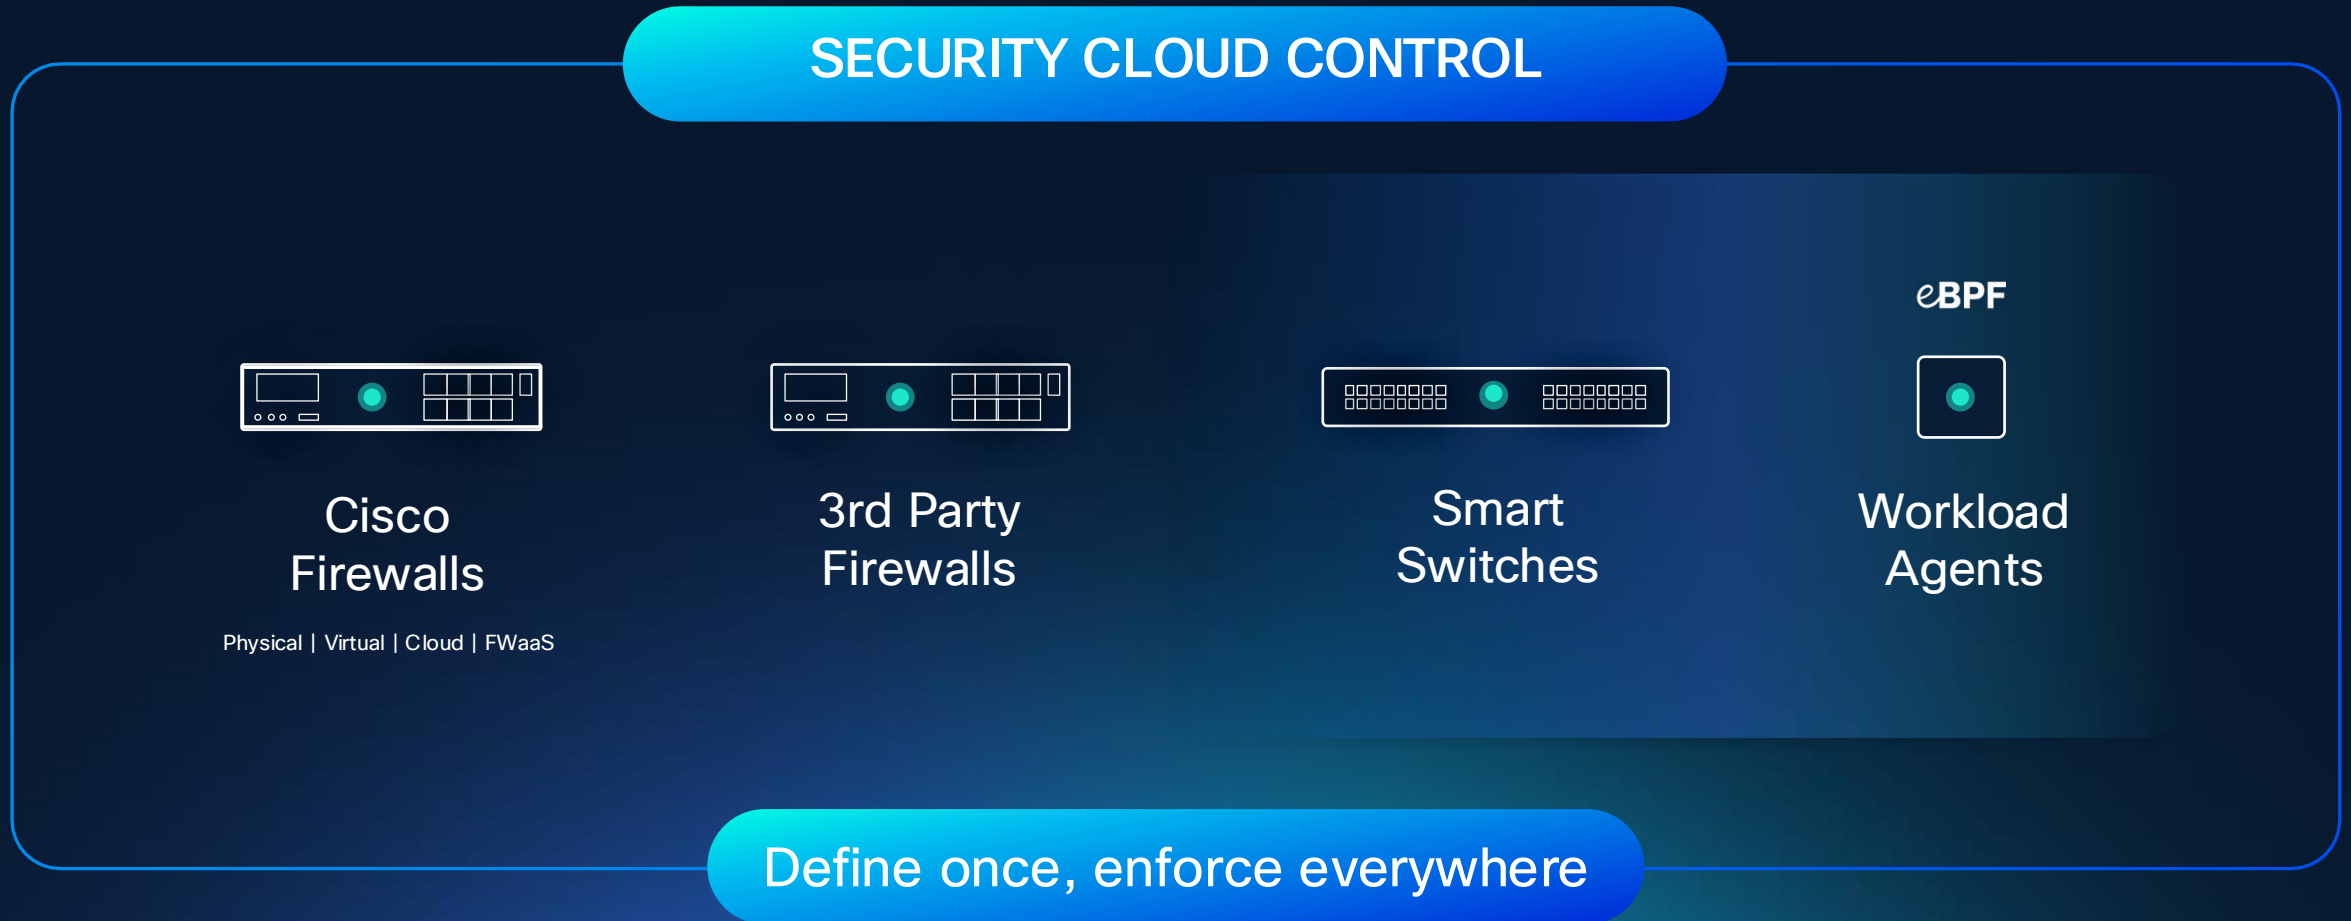 SECURITY CLOUD CONTROL
eBPF
Cisco
Firewalls
Physical | Virtual | Cloud | FWaaS
3rd Party
Firewalls
Smart
Switches
Workload
Agents
Define once, enforce everywhere